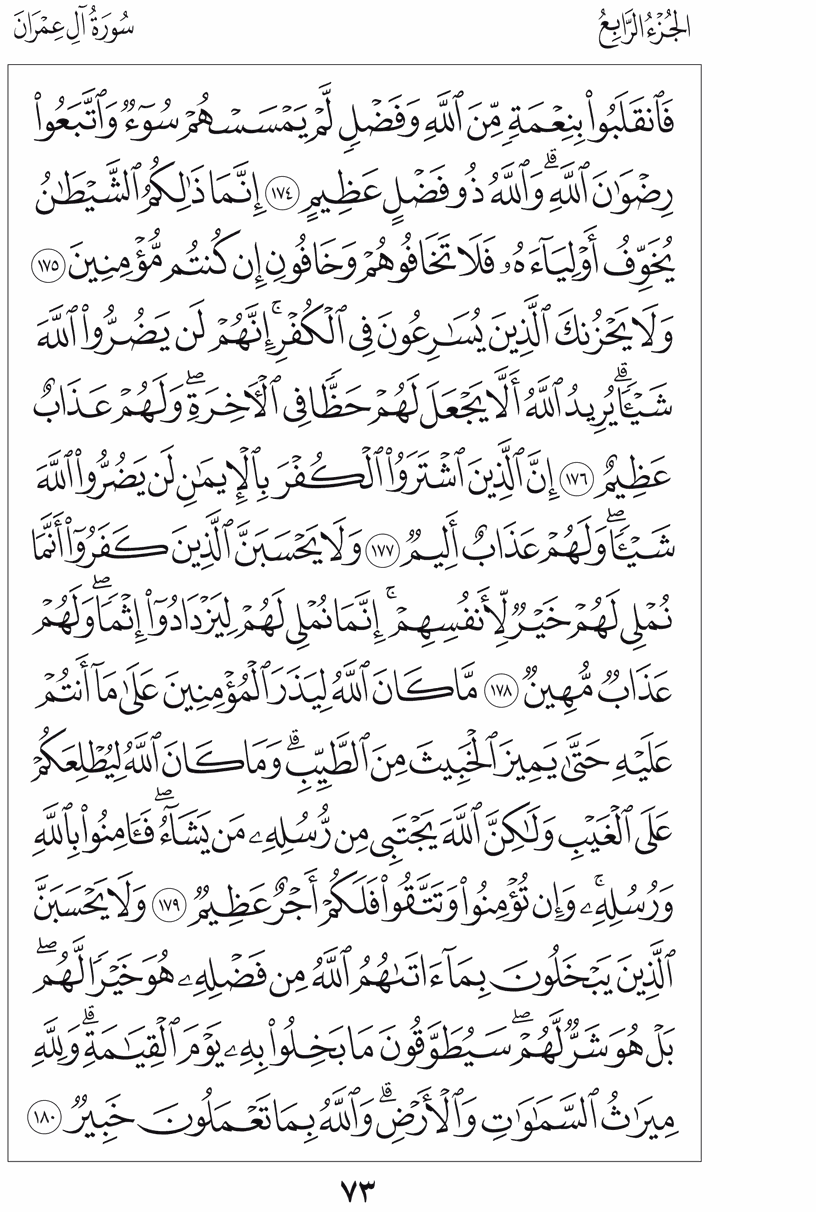 الجُزْءُ الرَّابِعُ
سُورَةُ آلِ عِمْرَانَ
فَٱنقَلَبُوا۟ بِنِعْمَةٍ مِّنَ ٱللَّهِ وَفَضْلٍ لَّمْ يَمْسَسْهُمْ سُوٓءٌ وَٱتَّبَعُوا۟
رِضْوَٰنَ ٱللَّهِ ۗ وَٱللَّهُ ذُو فَضْلٍ عَظِيمٍ ١٧٤ إِنَّمَا ذَٰلِكُمُ ٱلشَّيْطَـٰنُ
يُخَوِّفُ أَوْلِيَآءَهُۥ فَلَا تَخَافُوهُمْ وَخَافُونِ إِن كُنتُم مُّؤْمِنِينَ ١٧٥
وَلَا يَحْزُنكَ ٱلَّذِينَ يُسَـٰرِعُونَ فِى ٱلْكُفْرِ ۚ إِنَّهُمْ لَن يَضُرُّوا۟ ٱللَّهَ
شَيْـًٔا ۗ يُرِيدُ ٱللَّهُ أَلَّا يَجْعَلَ لَهُمْ حَظًّا فِى ٱلْـَٔاخِرَةِ ۖ وَلَهُمْ عَذَابٌ
عَظِيمٌ ١٧٦ إِنَّ ٱلَّذِينَ ٱشْتَرَوُا۟ ٱلْكُفْرَ بِٱلْإِيمَـٰنِ لَن يَضُرُّوا۟ ٱللَّهَ
شَيْـًٔا ۖ وَلَهُمْ عَذَابٌ أَلِيمٌ ١٧٧ وَلَا يَحْسَبَنَّ ٱلَّذِينَ كَفَرُوٓا۟ أَنَّمَا
نُمْلِى لَهُمْ خَيْرٌ لِّأَنفُسِهِمْ ۚ إِنَّمَا نُمْلِى لَهُمْ لِيَزْدَادُوٓا۟ إِثْمًا ۖ وَلَهُمْ
عَذَابٌ مُّهِينٌ ١٧٨ مَّا كَانَ ٱللَّهُ لِيَذَرَ ٱلْمُؤْمِنِينَ عَلَىٰ مَآ أَنتُمْ
عَلَيْهِ حَتَّىٰ يَمِيزَ ٱلْخَبِيثَ مِنَ ٱلطَّيِّبِ ۗ وَمَا كَانَ ٱللَّهُ لِيُطْلِعَكُمْ
عَلَى ٱلْغَيْبِ وَلَـٰكِنَّ ٱللَّهَ يَجْتَبِى مِن رُّسُلِهِۦ مَن يَشَآءُ ۖ فَـَٔامِنُوا۟ بِٱللَّهِ
وَرُسُلِهِۦ ۚ وَإِن تُؤْمِنُوا۟ وَتَتَّقُوا۟ فَلَكُمْ أَجْرٌ عَظِيمٌ ١٧٩ وَلَا يَحْسَبَنَّ
ٱلَّذِينَ يَبْخَلُونَ بِمَآ ءَاتَىٰهُمُ ٱللَّهُ مِن فَضْلِهِۦ هُوَ خَيْرًا لَّهُم ۖ
بَلْ هُوَ شَرٌّ لَّهُمْ ۖ سَيُطَوَّقُونَ مَا بَخِلُوا۟ بِهِۦ يَوْمَ ٱلْقِيَـٰمَةِ ۗ وَلِلَّهِ
مِيرَٰثُ ٱلسَّمَـٰوَٰتِ وَٱلْأَرْضِ ۗ وَٱللَّهُ بِمَا تَعْمَلُونَ خَبِيرٌ ١٨٠
٧٣